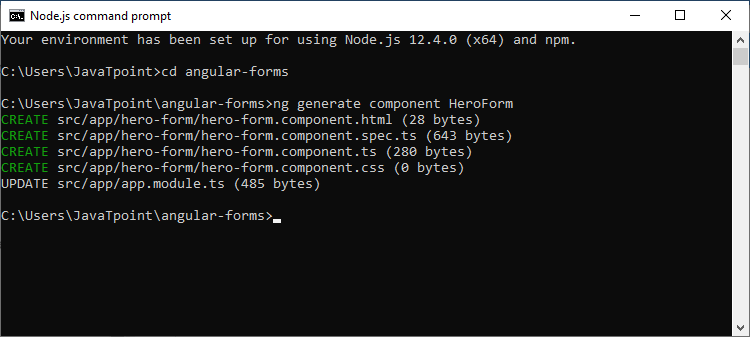 Node.js command prompt
Your environment has been set up for using Node.js 12.4.0 (x64) and npm.
C:\Users\JavaTpoint>cd angular-forms
C:\Users\JavaTpoint\angular-forms>ng generate component HeroForm
CREATE src/app/hero-form/hero-form.component.html (28 bytes)
CREATE src/app/hero-form/hero-form.component.spec.ts (643 bytes)
CREATE src/app/hero-form/hero-form.component.ts (280 bytes)
CREATE src/app/hero-form/hero-form.component.css (0 bytes)
UPDATE src/app/app.module.ts (485 bytes)
C:\Users\JavaTpoint\angular-forms>